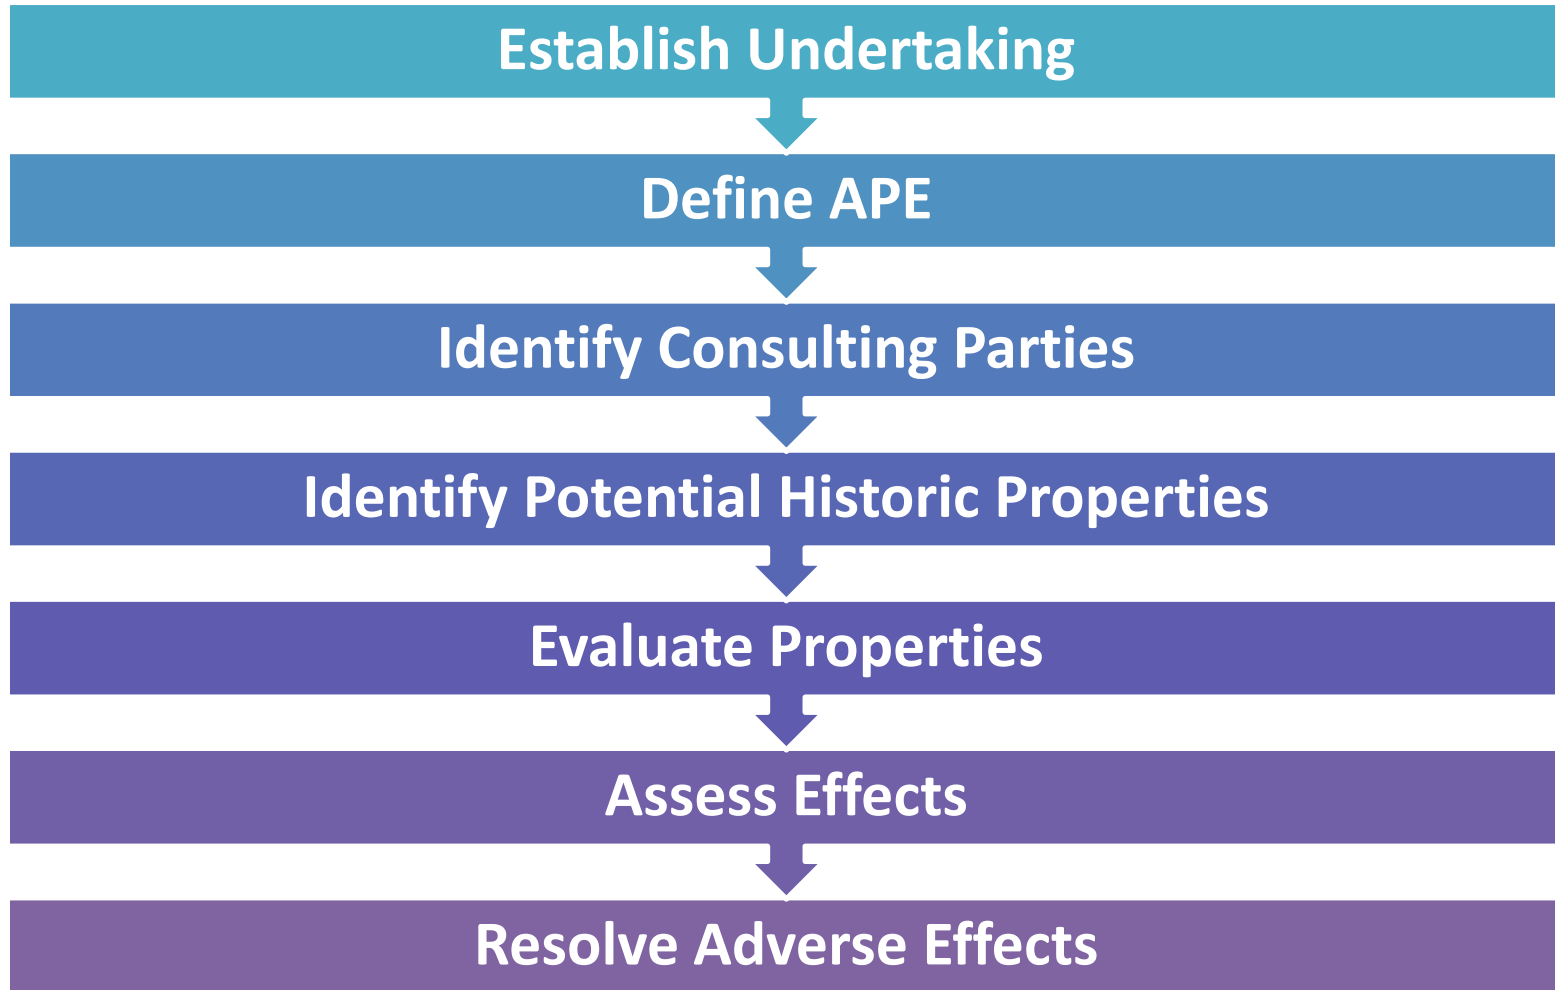 Establish Undertaking
Define APE
Identify Consulting Parties
Identify Potential Historic Properties
Evaluate Properties
Assess Effects
Resolve Adverse Effects